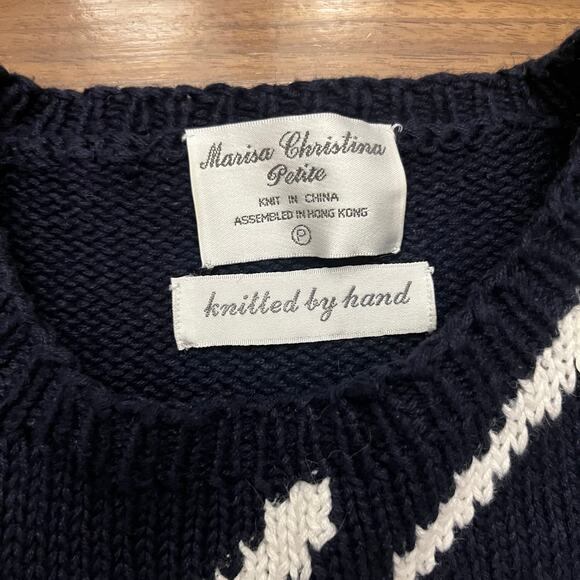 Marisa Christina
Petite
KNIT IN CHINA
ASSEMBLED IN HONG KONG
P
knitted by hand